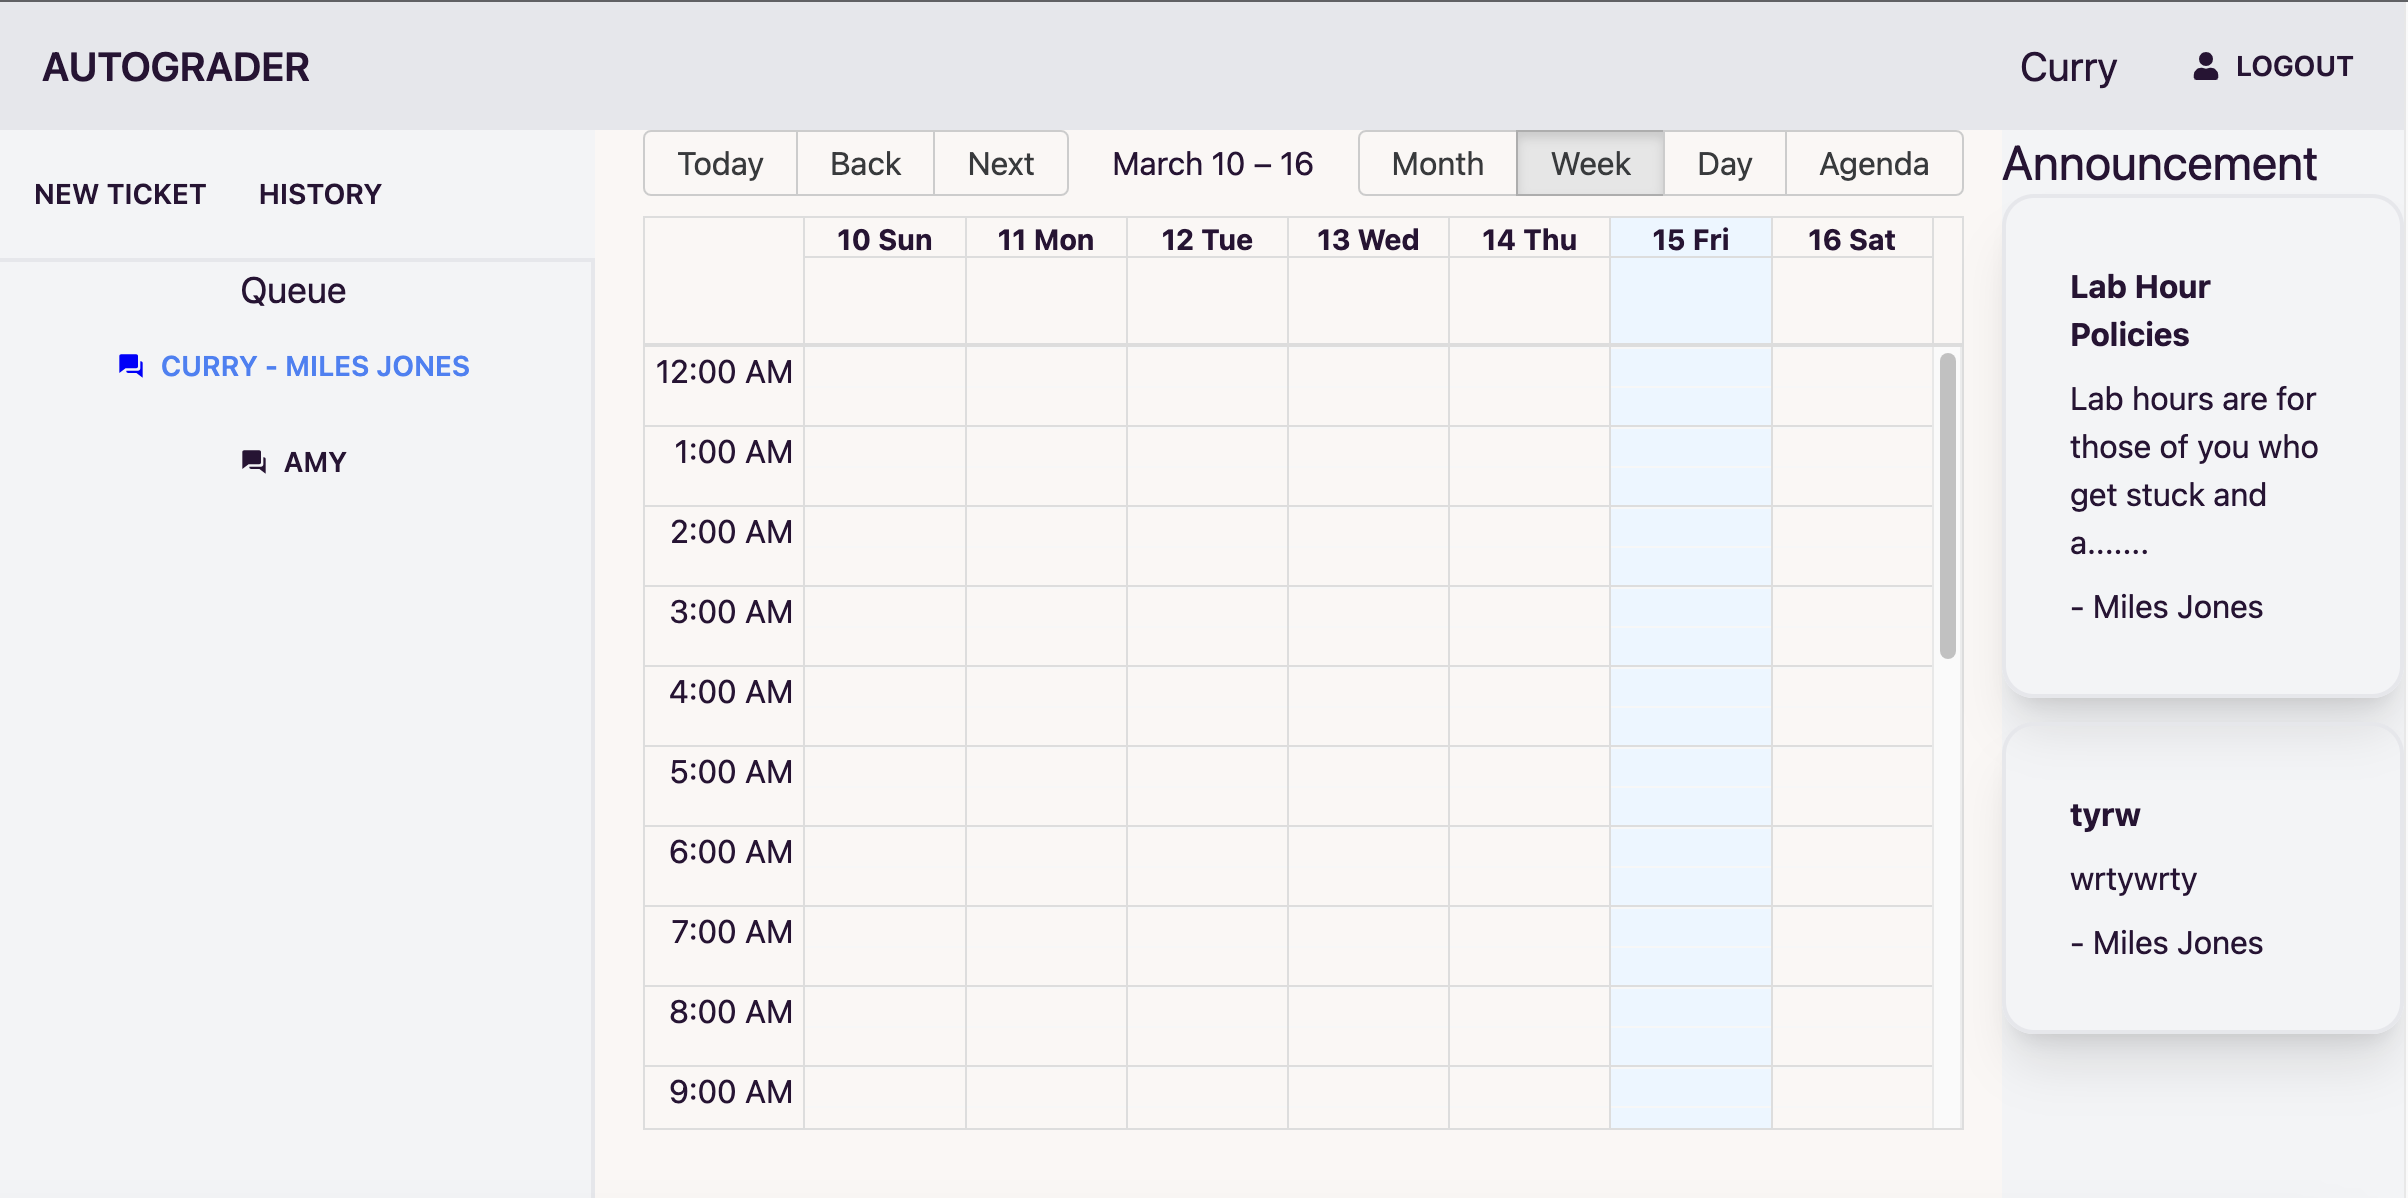 AUTOGRADER
Curry
LOGOUT
NEW TICKET HISTORY
Queue
CURRY - MILES JONES
AMY
Today Back Next
March 10 – 16
Month Week Day Agenda
10 Sun 11 Mon 12 Tue 13 Wed 14 Thu 15 Fri 16 Sat
12:00 AM
1:00 AM
2:00 AM
3:00 AM
4:00 AM
5:00 AM
6:00 AM
7:00 AM
8:00 AM
9:00 AM
Announcement
Lab Hour
Policies
Lab hours are for
those of you who
get stuck and
a.......
- Miles Jones
tyrw
wrtywrty
- Miles Jones